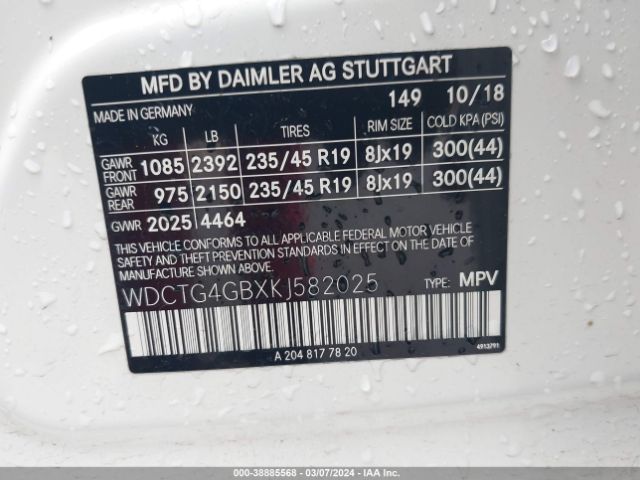 MFD BY DAIMLER AG STUTTGART
MADE IN GERMANY 149 10/18
KG LB TIRES RIM SIZE COLD KPA (PSI)
GAWR FRONT 1085 2392 235/45 R19 8Jx19 300(44)
GAWR REAR 975 2150 235/45 R19 8Jx19 300(44)
GVWR 2025 4464
THIS VEHICLE CONFORMS TO ALL APPLICABLE FEDERAL MOTOR VEHICLE
SAFETY AND THEFT PREVENTION STANDARDS IN EFFECT ON THE DATE OF
MANUFACTURE SHOWN ABOVE.
WDCTG4GBXKJ582025 TYPE: MPV
A 204 817 78 20 4913791
000-38885568 — 03/07/2024 — IAA Inc.